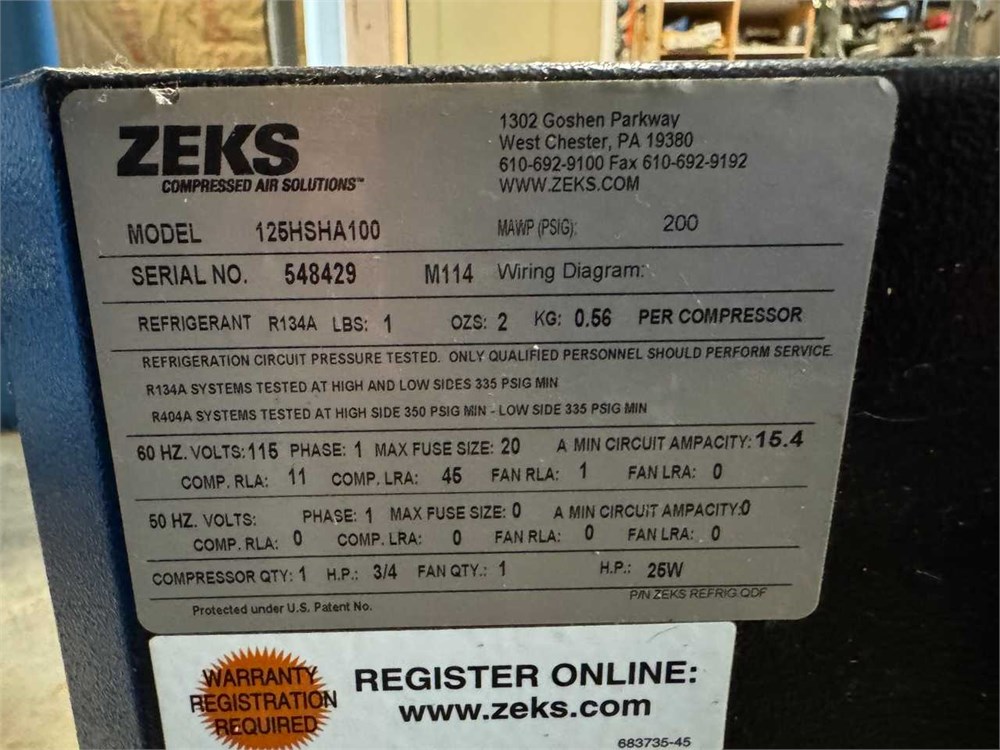 ZEKS
COMPRESSED AIR SOLUTIONS™
1302 Goshen Parkway
West Chester, PA 19380
610-692-9100 Fax 610-692-9192
WWW.ZEKS.COM
MODEL 125HSHA100 MAWP (PSIG): 200
SERIAL NO. 548429 M114 Wiring Diagram:
REFRIGERANT R134A LBS: 1 OZS: 2 KG: 0.56 PER COMPRESSOR
REFRIGERATION CIRCUIT PRESSURE TESTED. ONLY QUALIFIED PERSONNEL SHOULD PERFORM SERVICE.
R134A SYSTEMS TESTED AT HIGH AND LOW SIDES 335 PSIG MIN
R404A SYSTEMS TESTED AT HIGH SIDE 350 PSIG MIN - LOW SIDE 335 PSIG MIN
60 HZ. VOLTS: 115 PHASE: 1 MAX FUSE SIZE: 20 A MIN CIRCUIT AMPACITY: 15.4
COMP. RLA: 11 COMP. LRA: 45 FAN RLA: 1 FAN LRA: 0
50 HZ. VOLTS: PHASE: 1 MAX FUSE SIZE: 0 A MIN CIRCUIT AMPACITY:0
COMP. RLA: 0 COMP. LRA: 0 FAN RLA: 0 FAN LRA: 0
COMPRESSOR QTY: 1 H.P.: 3/4 FAN QTY.: 1 H.P.: 25W
P/N ZEKS REFRIG QDF
Protected under U.S. Patent No.
WARRANTY
REGISTRATION
REQUIRED
REGISTER ONLINE:
www.zeks.com
683735-45